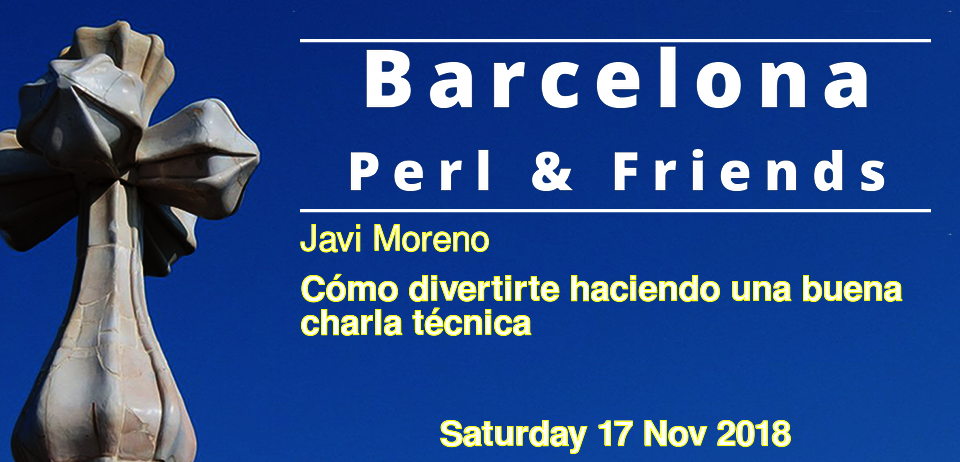 Barcelona
Perl & Friends
Javi Moreno
Cómo divertirte haciendo una buena
charla técnica
Saturday 17 Nov 2018